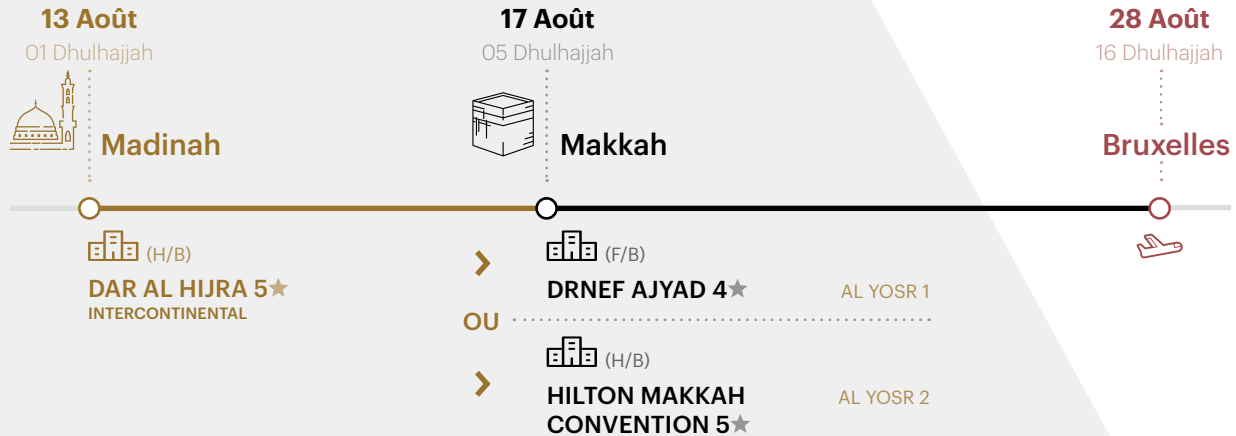 13 Août
01 Dhulhajjah
Madinah
(H/B)
DAR AL HIJRA 5★
INTERCONTINENTAL
17 Août
05 Dhulhajjah
Makkah
(F/B)
DRNEF AJYAD 4★
AL YOSR 1
OU
(H/B)
HILTON MAKKAH
CONVENTION 5★
AL YOSR 2
28 Août
16 Dhulhajjah
Bruxelles